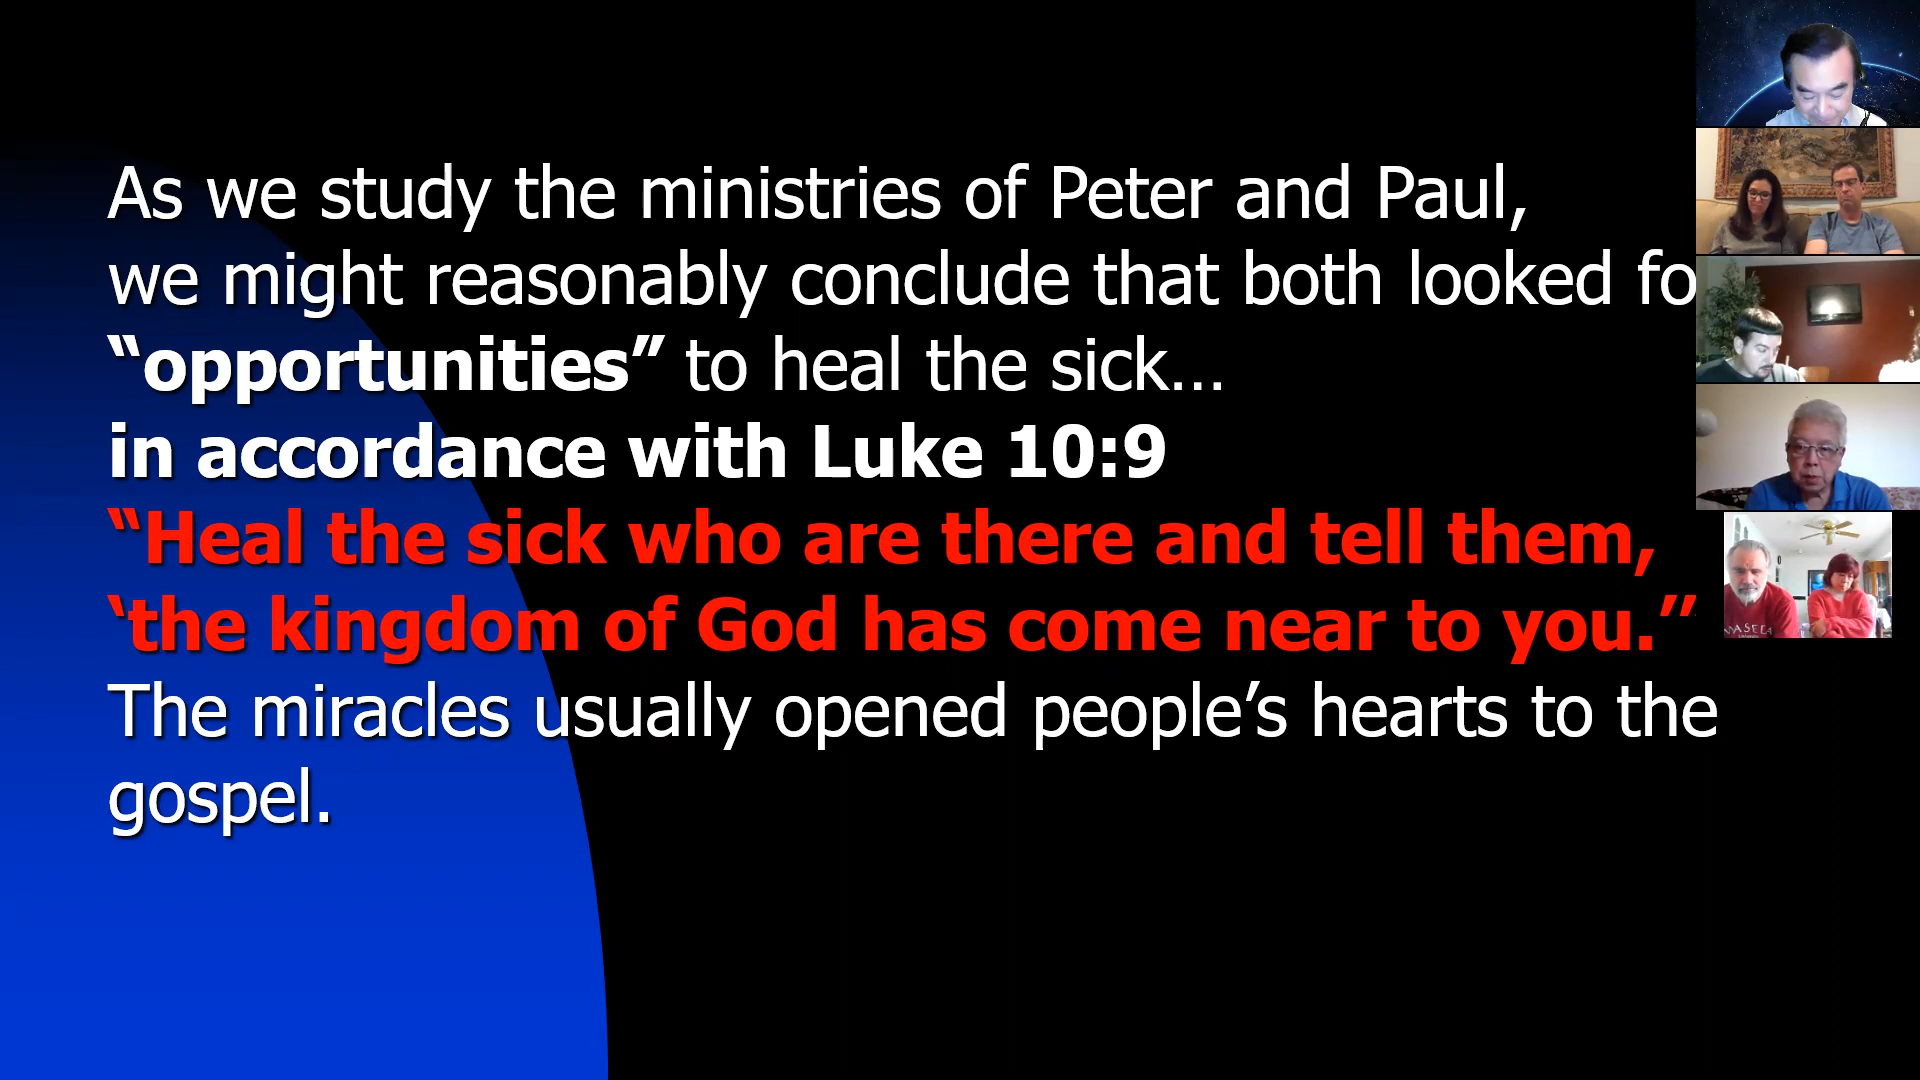 As we study the ministries of Peter and Paul,
we might reasonably conclude that both looked fo
“opportunities” to heal the sick…
in accordance with Luke 10:9
“Heal the sick who are there and tell them,
‘the kingdom of God has come near to you.”
The miracles usually opened people’s hearts to the
gospel.